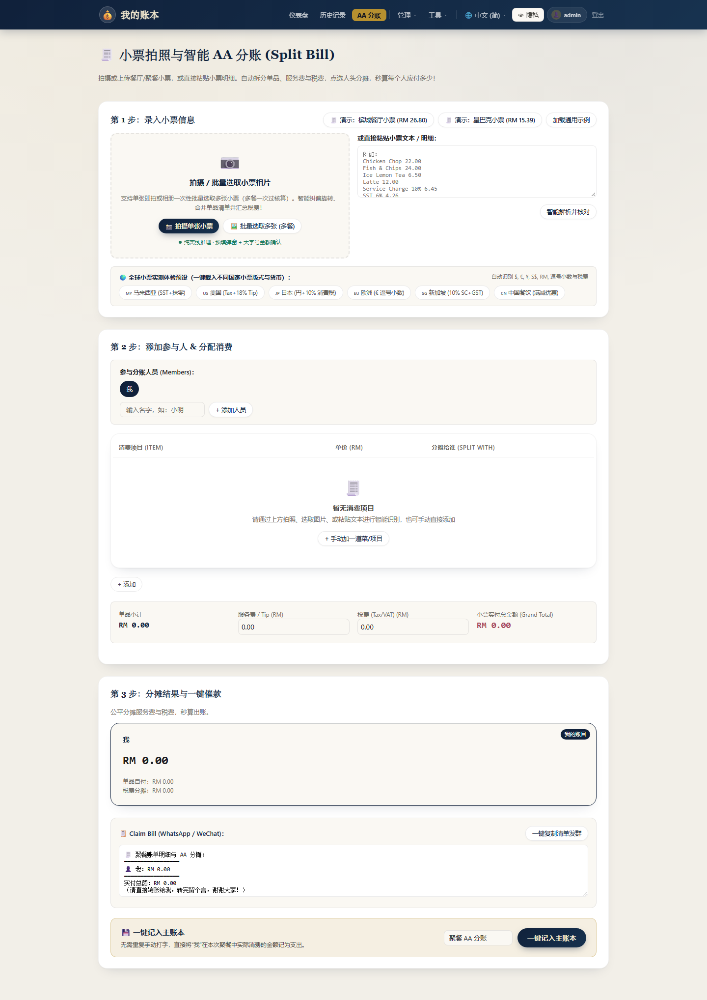 我的账本
仪表盘
历史记录
AA 分账
管理
工具
中文 (简)
隐私
admin
登出
小票拍照与智能 AA 分账 (Split Bill)
拍摄或上传餐厅/聚餐小票，或直接粘贴小票明细。自动拆分单品、服务费与税费，点选人头分摊，秒算每个人应付多少！
第 1 步：录入小票信息
演示：槟城餐厅小票 (RM 26.80)
演示：星巴克小票 (RM 15.39)
加载通用示例
拍摄 / 批量选取小票相片
支持单张即拍或相册一次性批量选取多张小票（多餐一次过核算）。智能纠偏旋转、
合并单品清单并汇总税费！
拍摄单张小票
批量选取多张 (多餐)
纯离线推理 · 预填弹窗 + 大字号金额确认
或直接粘贴小票文本 / 明细：
例如：
Chicken Chop 22.00
Fish & Chips 24.00
Ice Lemon Tea 6.50
Latte 12.00
Service Charge 10% 6.45
SST 6% 4.26
智能解析并核对
全球小票实测体验预设（一键载入不同国家小票版式与货币）：
自动识别 $, €, ¥, S$, RM, 逗号小数与税费
MY 马来西亚 (SST+抹零)
US 美国 (Tax+18% Tip)
JP 日本 (円+10% 消费税)
EU 欧洲 (€ 逗号小数)
SG 新加坡 (10% SC+GST)
CN 中国餐饮 (满减优惠)
第 2 步：添加参与人 & 分配消费
参与分账人员 (Members)：
我
输入名字，如：小明
+ 添加人员
消费项目 (ITEM)
单价 (RM)
分摊给谁 (SPLIT WITH)
暂无消费项目
请通过上方拍照、选取图片、或粘贴文本进行智能识别，也可手动直接添加
+ 手动加一道菜/项目
+ 添加
单品小计
RM 0.00
服务费 / Tip (RM)
0.00
税费 (Tax/VAT) (RM)
0.00
小票实付总金额 (Grand Total)
RM 0.00
第 3 步：分摊结果与一键催款
公平分摊服务费与税费，秒算出账。
我
我的账目
RM 0.00
单品自付：RM 0.00
税费分摊：RM 0.00
Claim Bill (WhatsApp / WeChat)：
一键复制清单发群
聚餐账单明细与 AA 分摊：
我：RM 0.00
实付总额：RM 0.00
（请直接转账给我，转完留个言，谢谢大家！）
一键记入主账本
无需重复手动打字，直接将“我”在本次聚餐中实际消费的金额记为支出。
聚餐 AA 分账
一键记入主账本